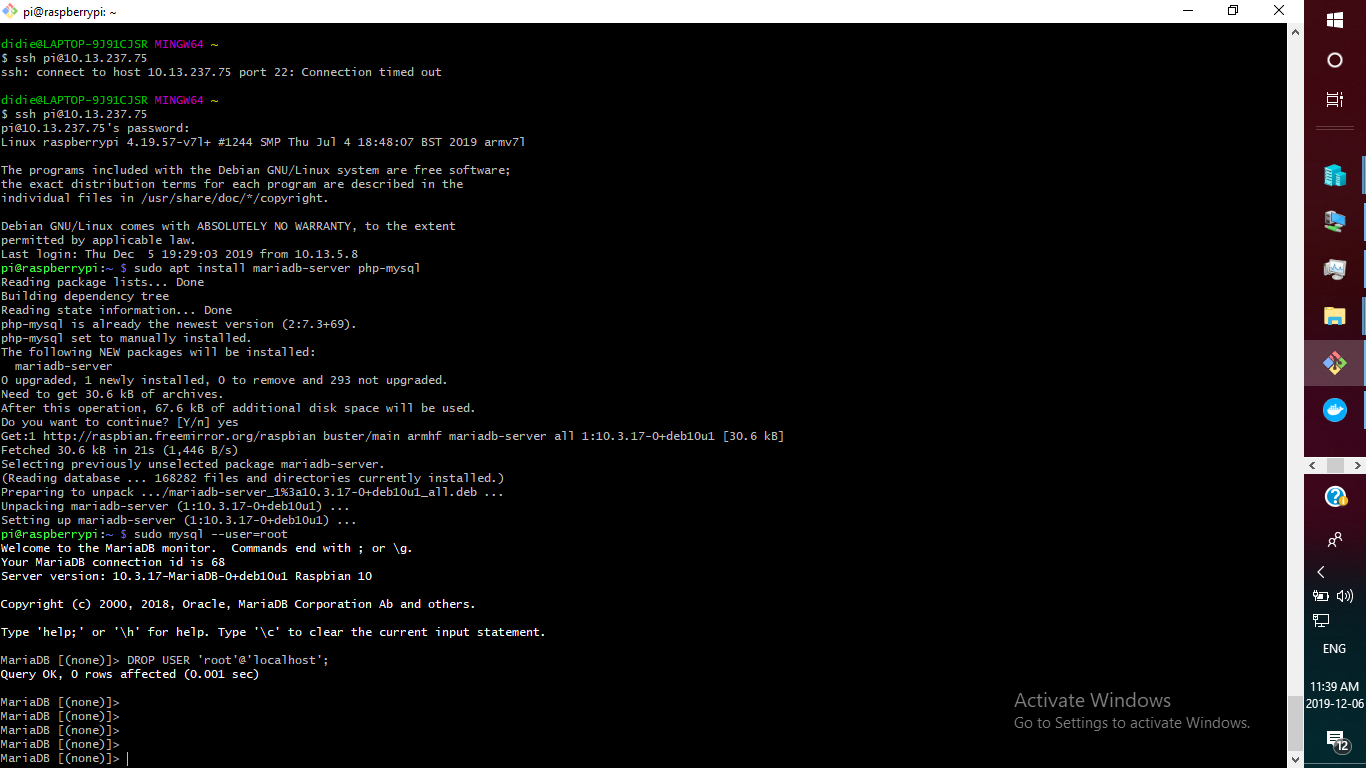 pi@raspberrypi: ~
didie@LAPTOP-9J91CJSR MINGW64 ~
$ ssh pi@10.13.237.75
ssh: connect to host 10.13.237.75 port 22: Connection timed out
didie@LAPTOP-9J91CJSR MINGW64 ~
$ ssh pi@10.13.237.75
pi@10.13.237.75's password:
Linux raspberrypi 4.19.57-v7l+ #1244 SMP Thu Jul 4 18:48:07 BST 2019 armv7l
The programs included with the Debian GNU/Linux system are free software;
the exact distribution terms for each program are described in the
individual files in /usr/share/doc/*/copyright.
Debian GNU/Linux comes with ABSOLUTELY NO WARRANTY, to the extent
permitted by applicable law.
Last login: Thu Dec  5 19:29:03 2019 from 10.13.5.8
pi@raspberrypi:~ $ sudo apt install mariadb-server php-mysql
Reading package lists... Done
Building dependency tree
Reading state information... Done
php-mysql is already the newest version (2:7.3+69).
php-mysql set to manually installed.
The following NEW packages will be installed:
  mariadb-server
0 upgraded, 1 newly installed, 0 to remove and 293 not upgraded.
Need to get 30.6 kB of archives.
After this operation, 67.6 kB of additional disk space will be used.
Do you want to continue? [Y/n] yes
Get:1 http://raspbian.freemirror.org/raspbian buster/main armhf mariadb-server all 1:10.3.17-0+deb10u1 [30.6 kB]
Fetched 30.6 kB in 21s (1,446 B/s)
Selecting previously unselected package mariadb-server.
(Reading database ... 168282 files and directories currently installed.)
Preparing to unpack .../mariadb-server_1%3a10.3.17-0+deb10u1_all.deb ...
Unpacking mariadb-server (1:10.3.17-0+deb10u1) ...
Setting up mariadb-server (1:10.3.17-0+deb10u1) ...
pi@raspberrypi:~ $ sudo mysql --user=root
Welcome to the MariaDB monitor.  Commands end with ; or \g.
Your MariaDB connection id is 68
Server version: 10.3.17-MariaDB-0+deb10u1 Raspbian 10
Copyright (c) 2000, 2018, Oracle, MariaDB Corporation Ab and others.
Type 'help;' or '\h' for help. Type '\c' to clear the current input statement.
MariaDB [(none)]> DROP USER 'root'@'localhost';
Query OK, 0 rows affected (0.001 sec)
MariaDB [(none)]>
MariaDB [(none)]>
MariaDB [(none)]>
MariaDB [(none)]>
MariaDB [(none)]>
Activate Windows
Go to Settings to activate Windows.
ENG
11:39 AM
2019-12-06
12